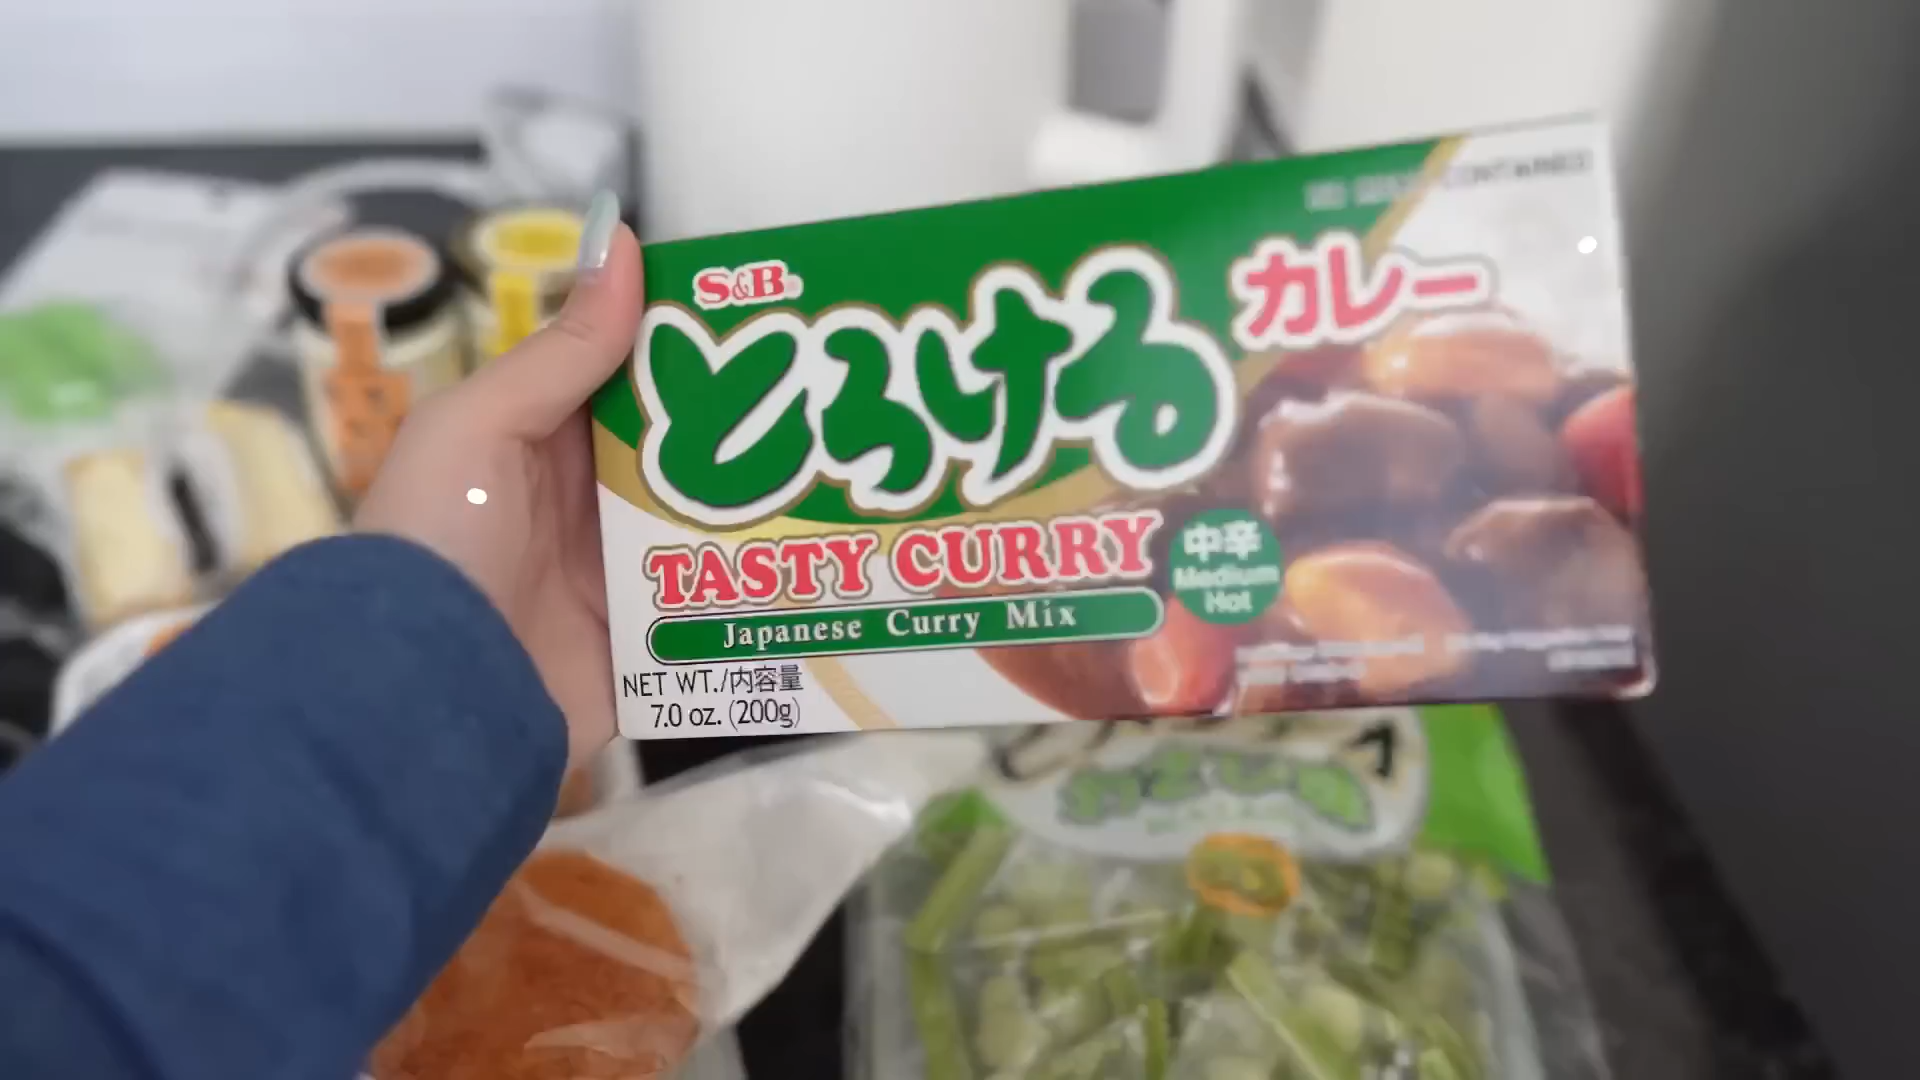 S&B
とろける
カレー
TASTY CURRY
Japanese Curry Mix
中辛
Medium
Hot
NET WT./内容量
7.0 oz. (200g)
CONTAINED